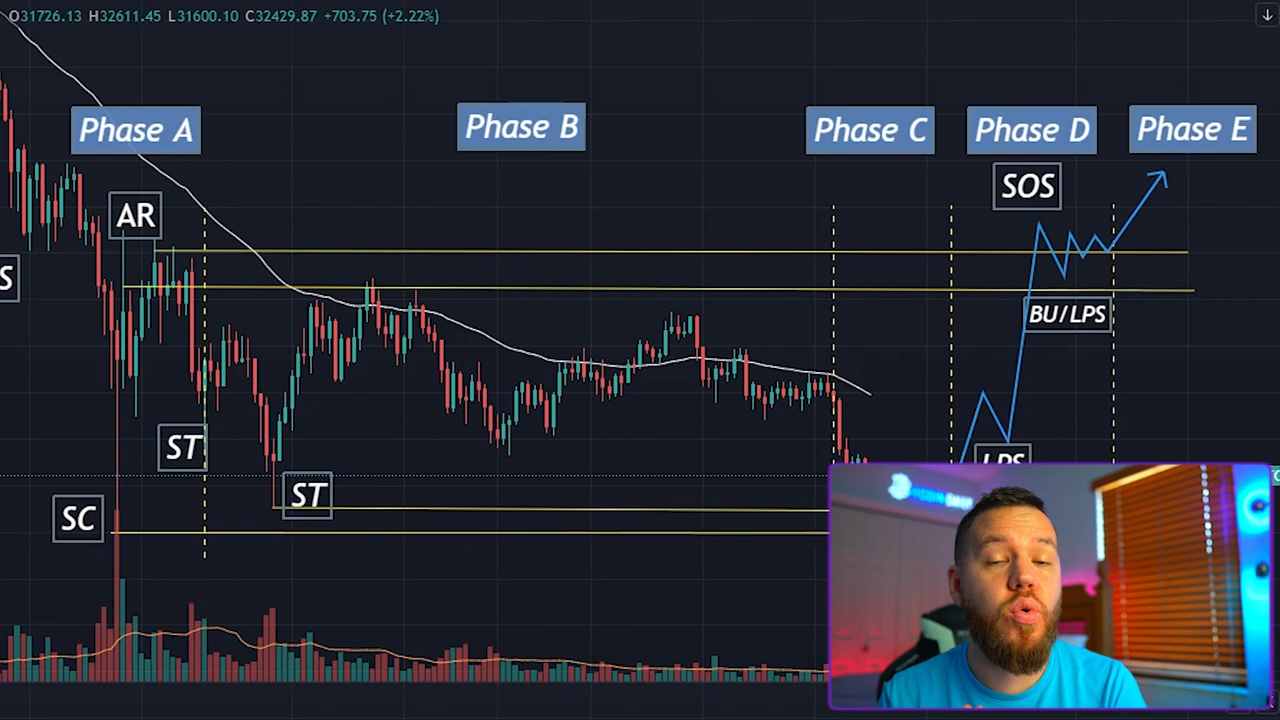 O31726.13 H32611.45 L31600.10 C32429.87 +703.75 (+2.22%)
Phase A
Phase B
Phase C
Phase D
Phase E
SOS
AR
S
BU/LPS
ST
LPS
ST
SC